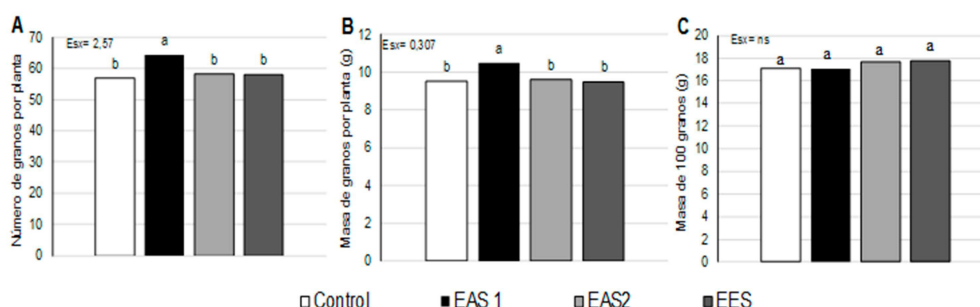 A
Esx= 2,57
Número de granos por planta
70
60
50
40
30
20
10
0
b
a
b
b
B
Esx= 0,307
Masa de granos por planta (g)
12
10
8
6
4
2
0
b
a
b
b
C
Esx= ns
Masa de 100 granos (g)
20
18
16
14
12
10
8
6
4
2
0
a
a
a
a
Control
EAS 1
EAS2
EES